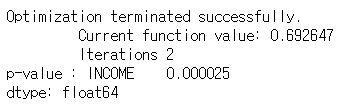 Optimization terminated successfully.
         Current function value: 0.692647
         Iterations 2
p-value : INCOME    0.000025
dtype: float64